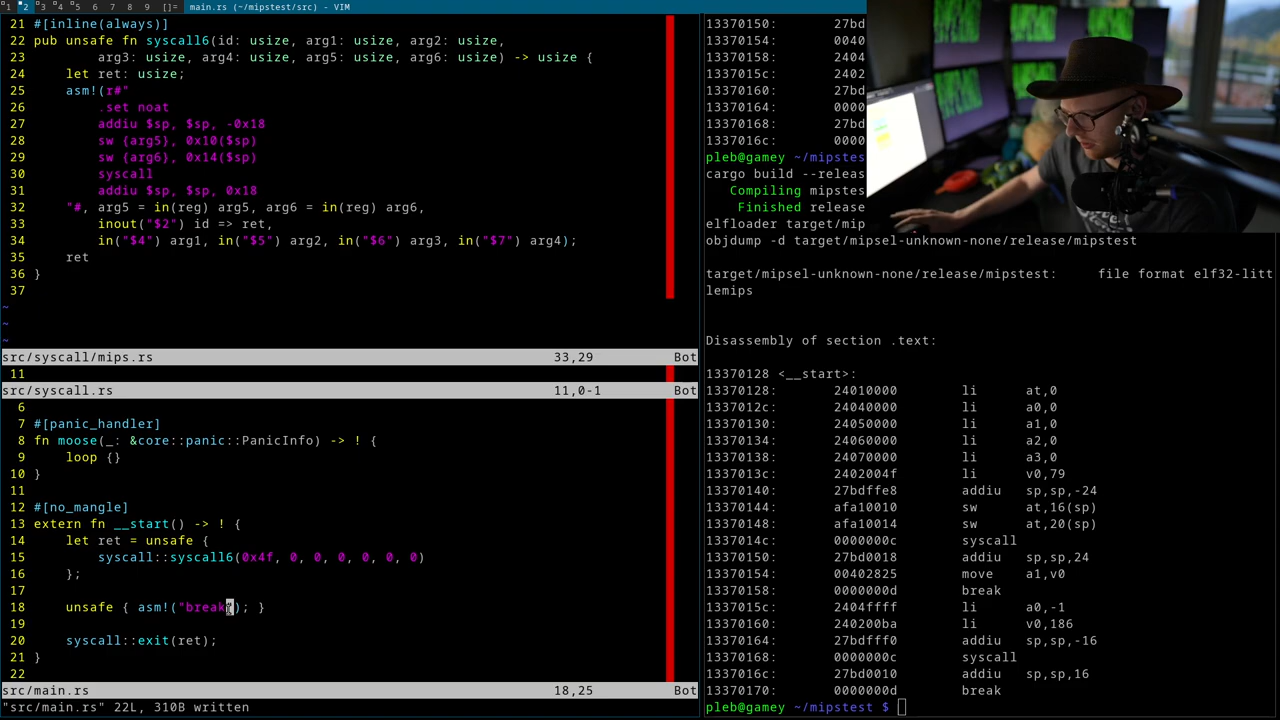 1 2 3 4 5 6 7 8 9 []= main.rs (~/mipstest/src) - VIM
21 #[inline(always)]
22 pub unsafe fn syscall6(id: usize, arg1: usize, arg2: usize,
23         arg3: usize, arg4: usize, arg5: usize, arg6: usize) -> usize {
24     let ret: usize;
25     asm!(r#"
26         .set noat
27         addiu $sp, $sp, -0x18
28         sw {arg5}, 0x10($sp)
29         sw {arg6}, 0x14($sp)
30         syscall
31         addiu $sp, $sp, 0x18
32     "#, arg5 = in(reg) arg5, arg6 = in(reg) arg6,
33         inout("$2") id => ret,
34         in("$4") arg1, in("$5") arg2, in("$6") arg3, in("$7") arg4);
35     ret
36 }
37
~
~
~
src/syscall/mips.rs 33,29 Bot
11
src/syscall.rs 11,0-1 Bot
6
7 #[panic_handler]
8 fn moose(_: &core::panic::PanicInfo) -> ! {
9     loop {}
10 }
11
12 #[no_mangle]
13 extern fn __start() -> ! {
14     let ret = unsafe {
15         syscall::syscall6(0x4f, 0, 0, 0, 0, 0, 0)
16     };
17
18     unsafe { asm!("break"); }
19
20     syscall::exit(ret);
21 }
22
src/main.rs 18,25 Bot
"src/main.rs" 22L, 310B written
13370150: 27bd
13370154: 0040
13370158: 2404
1337015c: 2402
13370160: 27bd
13370164: 0000
13370168: 27bd
1337016c: 0000
pleb@gamey ~/mipstes
cargo build --releas
Compiling mipstes
Finished release
elfloader target/mip
objdump -d target/mipsel-unknown-none/release/mipstest
target/mipsel-unknown-none/release/mipstest:     file format elf32-litt
lemips
Disassembly of section .text:
13370128 <__start>:
13370128: 24010000 li at,0
1337012c: 24040000 li a0,0
13370130: 24050000 li a1,0
13370134: 24060000 li a2,0
13370138: 24070000 li a3,0
1337013c: 2402004f li v0,79
13370140: 27bdffe8 addiu sp,sp,-24
13370144: afa10010 sw at,16(sp)
13370148: afa10014 sw at,20(sp)
1337014c: 0000000c syscall
13370150: 27bd0018 addiu sp,sp,24
13370154: 00402825 move a1,v0
13370158: 0000000d break
1337015c: 2404ffff li a0,-1
13370160: 240200ba li v0,186
13370164: 27bdfff0 addiu sp,sp,-16
13370168: 0000000c syscall
1337016c: 27bd0010 addiu sp,sp,16
13370170: 0000000d break
pleb@gamey ~/mipstest $